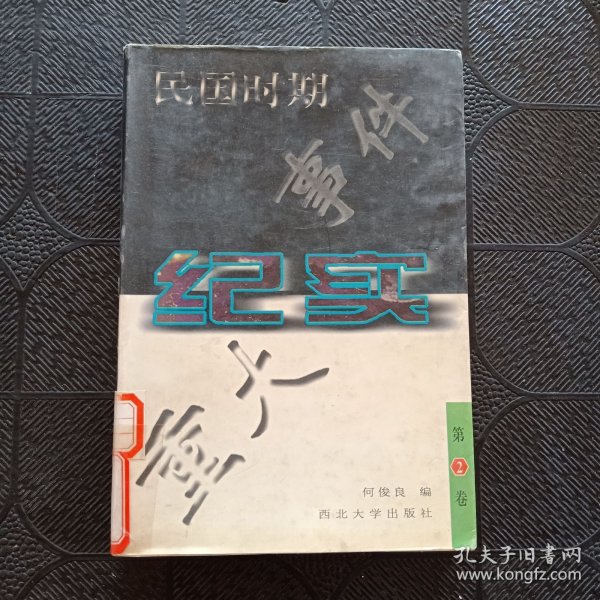 民国时期
重大
事件
纪实
第2卷
何俊良 编
西北大学出版社
孔夫子旧书网
www.kongfz.com